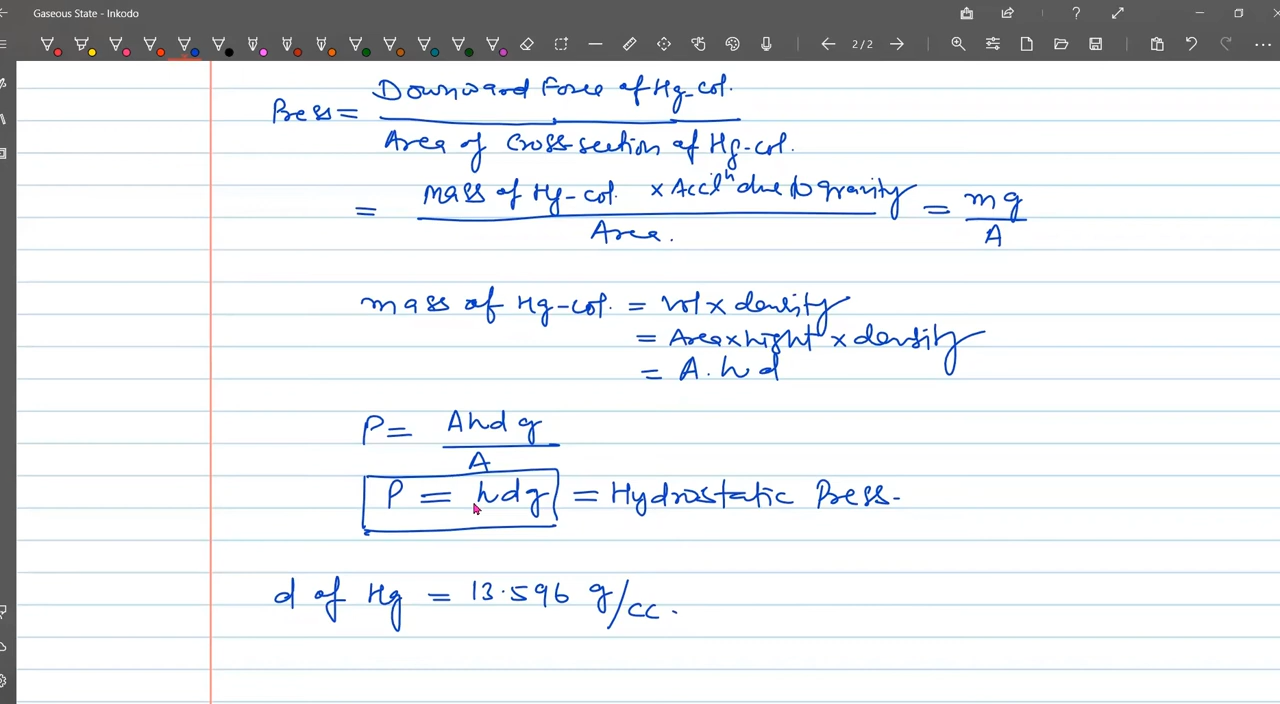 Gaseous State - Inkodo
2/2
Press = Downward Force of Hg-col.
Area of Cross-section of Hg-col.
= mass of Hg-col. x Acclⁿ due to gravity = mg
Area. A
mass of Hg-col. = vol x density
= Area x hight x density
= A.hd
P = Ahdg
A
P = hdg = Hydrostatic Press-
d of Hg = 13.596 g/cc.